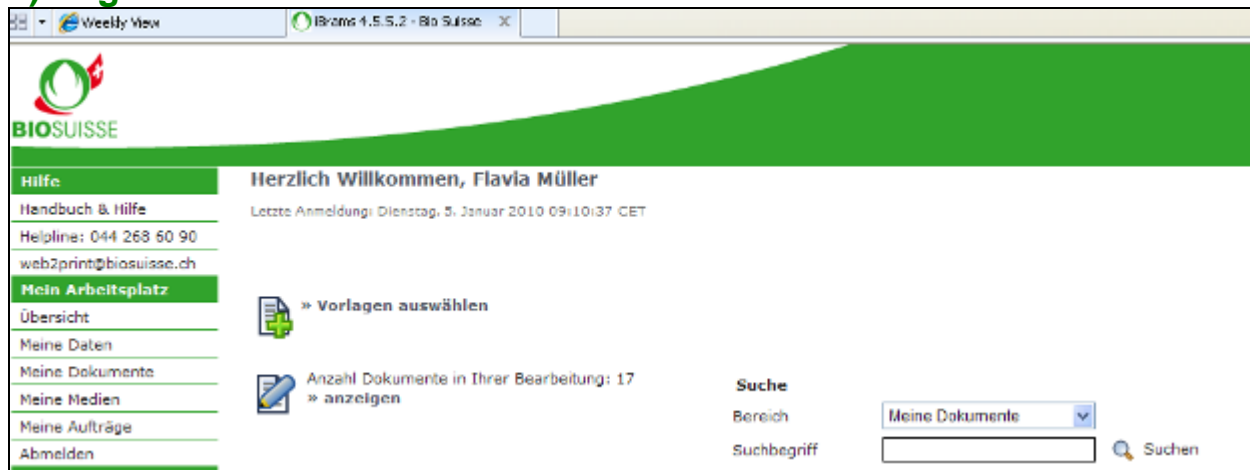 Weekly View
iBrams 4.5.5.2 - Bio Suisse X
BIOSUISSE
Hilfe
Handbuch & Hilfe
Helpline: 044 268 60 90
web2print@biosuisse.ch
Mein Arbeitsplatz
Übersicht
Meine Daten
Meine Dokumente
Meine Medien
Meine Aufträge
Abmelden
Herzlich Willkommen, Flavia Müller
Letzte Anmeldung: Dienstag, 5. Januar 2010 09:10:37 CET
» Vorlagen auswählen
Anzahl Dokumente in Ihrer Bearbeitung: 17
» anzeigen
Suche
Bereich Meine Dokumente
Suchbegriff Suchen